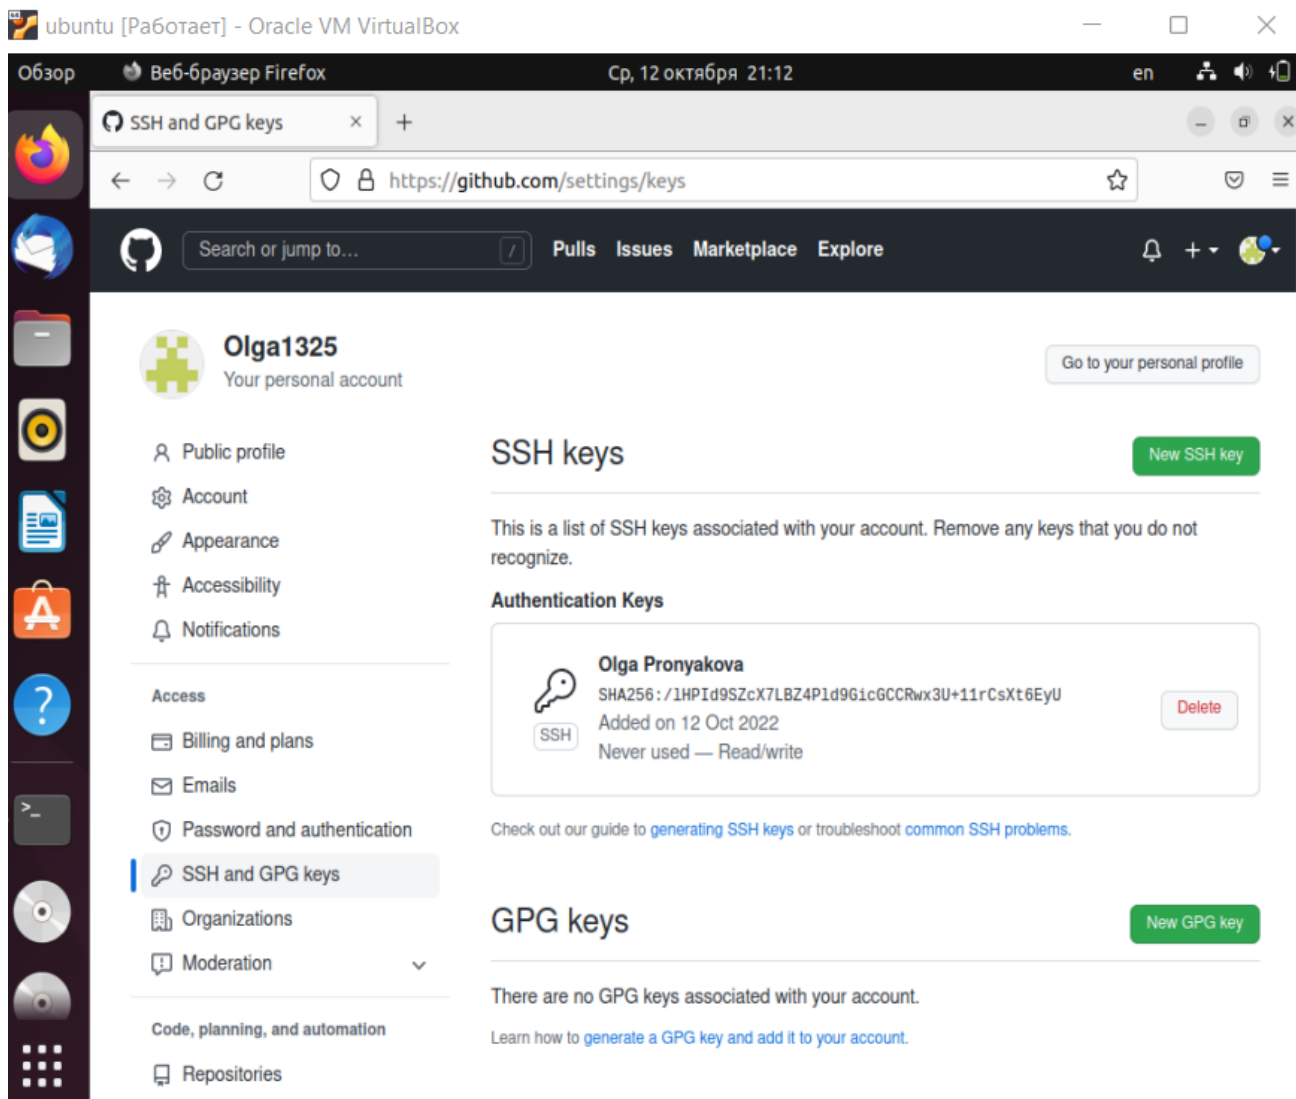 ubuntu [Работает] - Oracle VM VirtualBox
Обзор Веб-браузер Firefox Ср, 12 октября 21:12 en
SSH and GPG keys
https://github.com/settings/keys
Search or jump to... / Pulls Issues Marketplace Explore
Olga1325
Your personal account
Go to your personal profile
Public profile
Account
Appearance
Accessibility
Notifications
Access
Billing and plans
Emails
Password and authentication
SSH and GPG keys
Organizations
Moderation
Code, planning, and automation
Repositories
SSH keys
New SSH key
This is a list of SSH keys associated with your account. Remove any keys that you do not
recognize.
Authentication Keys
Olga Pronyakova
SHA256:/lHPId9SZcX7LBZ4Pld9GicGCCRwx3U+11rCsXt6EyU
Added on 12 Oct 2022
Never used — Read/write
SSH
Delete
Check out our guide to generating SSH keys or troubleshoot common SSH problems.
GPG keys
New GPG key
There are no GPG keys associated with your account.
Learn how to generate a GPG key and add it to your account.